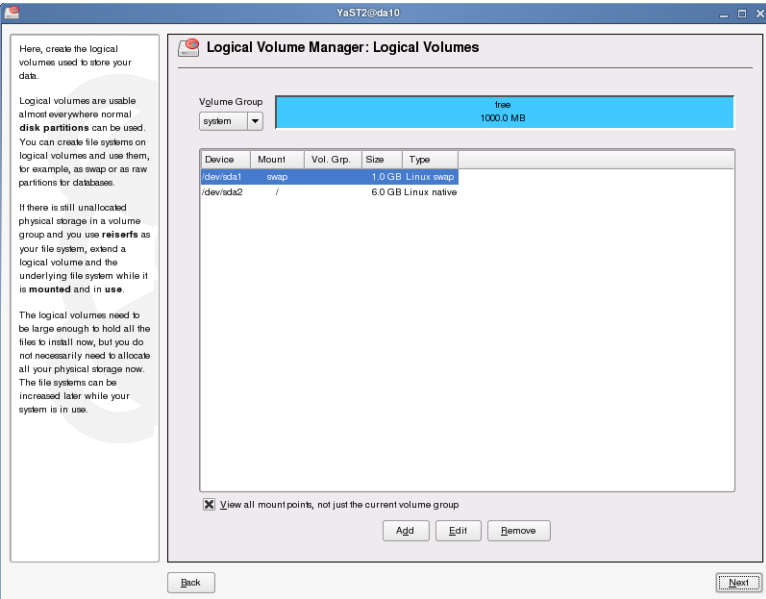 YaST2@da10
Here, create the logical
volumes used to store your
data.
Logical volumes are usable
almost everywhere normal
disk partitions can be used.
You can create file systems on
logical volumes and use them,
for example, as swap or as raw
partitions for databases.
If there is still unallocated
physical storage in a volume
group and you use reiserfs as
your file system, extend a
logical volume and the
underlying file system while it
is mounted and in use.
The logical volumes need to
be large enough to hold all the
files to install now, but you do
not necessarily need to allocate
all your physical storage now.
The file systems can be
increased later while your
system is in use.
Logical Volume Manager: Logical Volumes
Volume Group
system
free
1000.0 MB
Device Mount Vol. Grp. Size Type
/dev/sda1 swap 1.0 GB Linux swap
/dev/sda2 / 6.0 GB Linux native
View all mount points, not just the current volume group
Add Edit Remove
Back Next